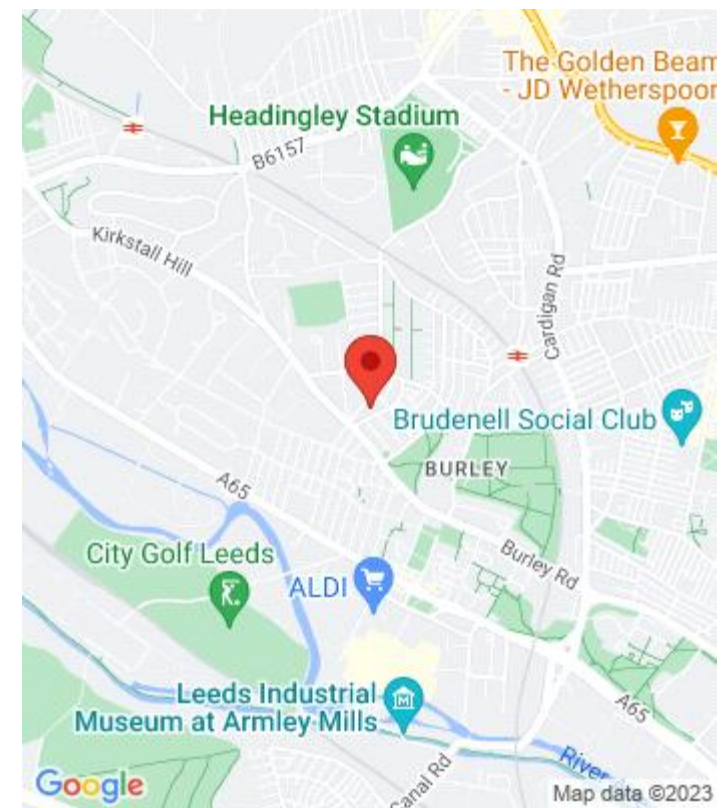 The Golden Beam
- JD Wetherspoon
Headingley Stadium
B6157
Kirkstall Hill
Cardigan Rd
Brudenell Social Club
BURLEY
A65
City Golf Leeds
Burley Rd
ALDI
Leeds Industrial
Museum at Armley Mills
A65
River
Canal Rd
Google
Map data ©2023